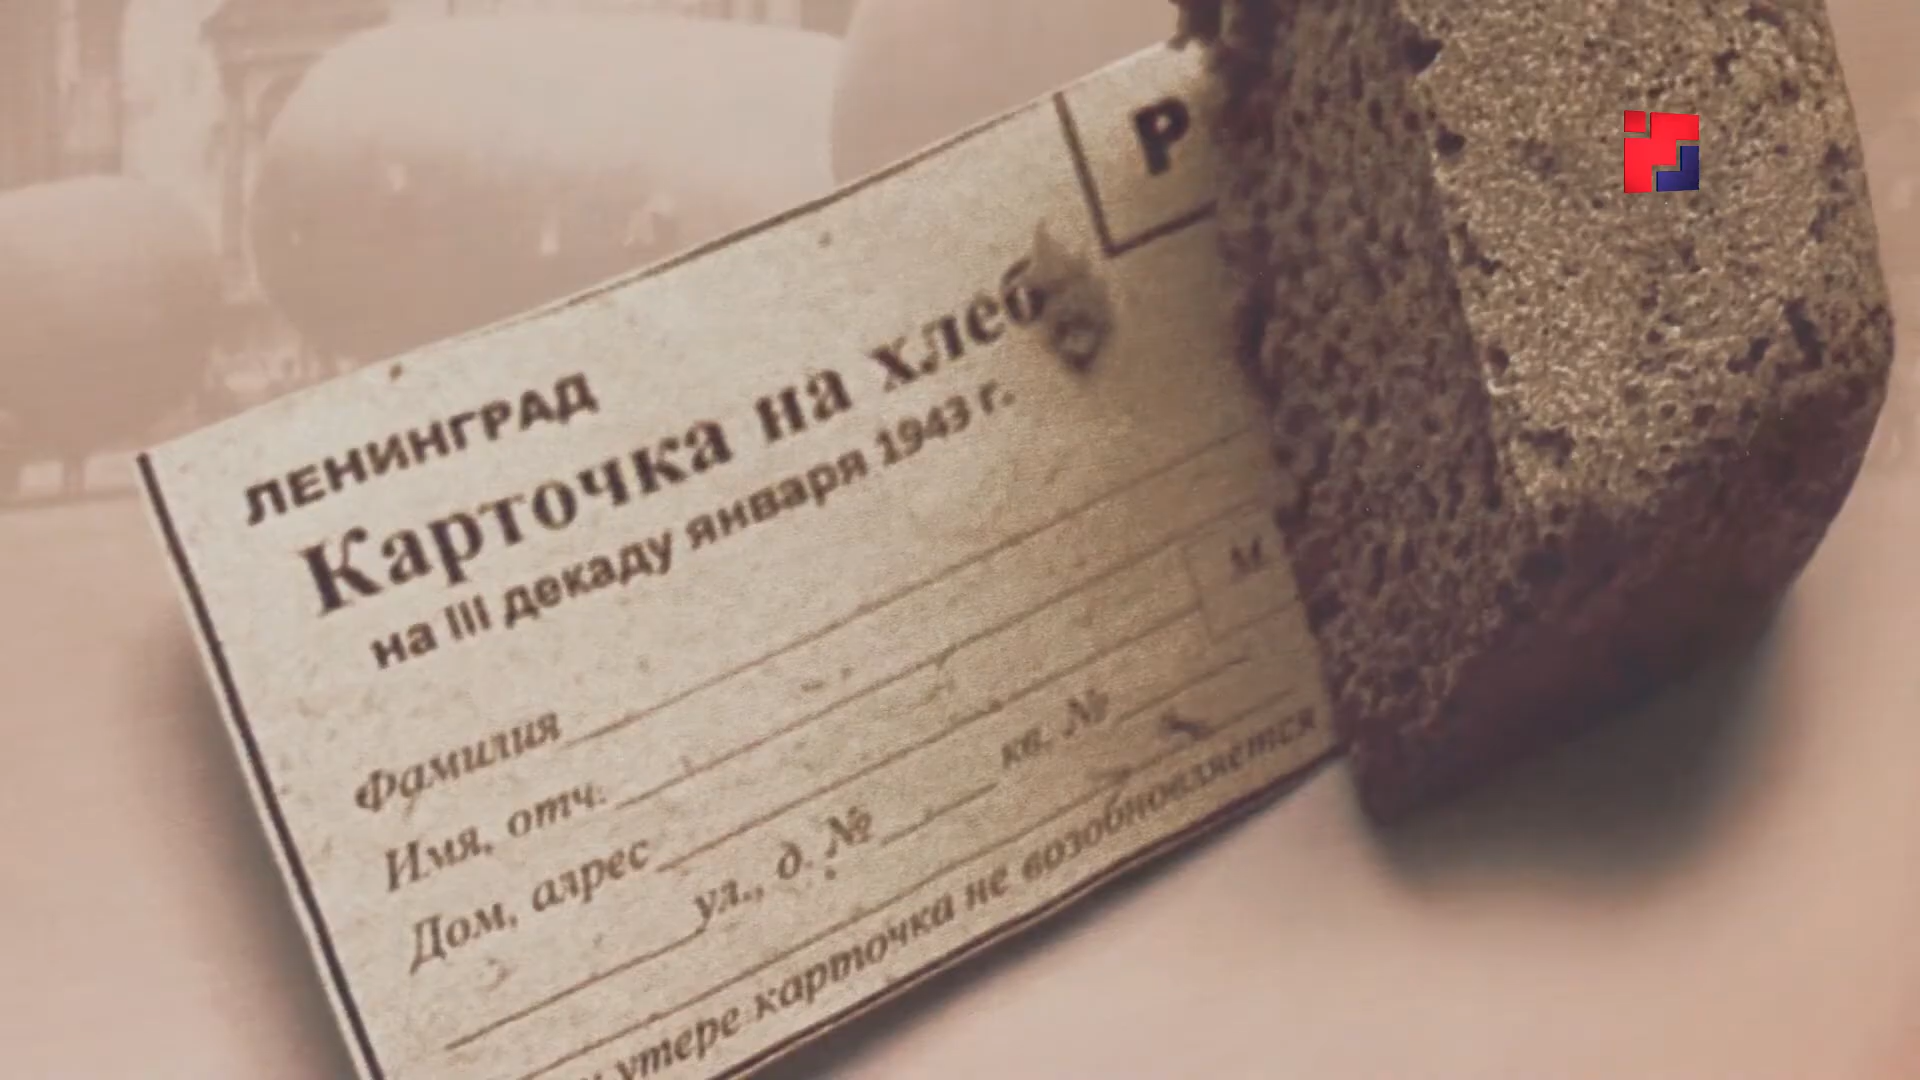 Р
ЛЕНИНГРАД
Карточка на хлеб
на III декаду января 1943 г.
М
Фамилия
Имя, отч.
Дом, адрес
кв. №
ул., д. №
утере карточка не возобновляется